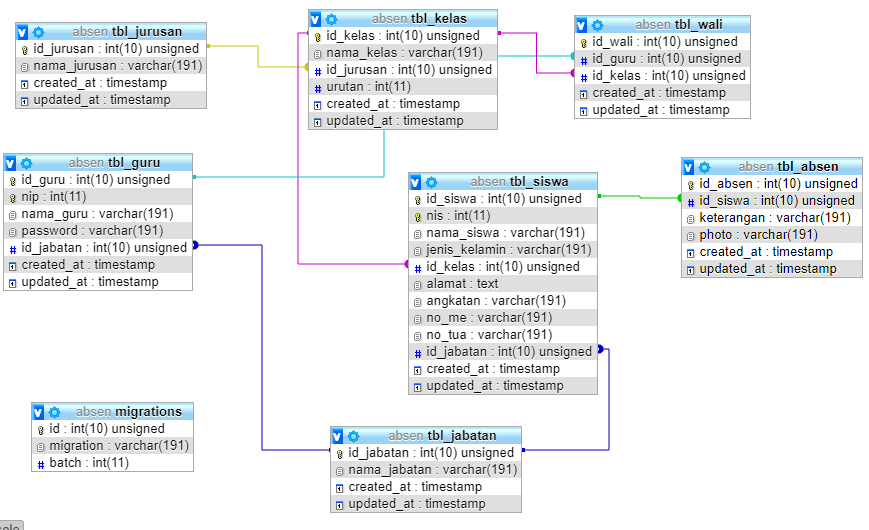 absen tbl_jurusan
id_jurusan : int(10) unsigned
nama_jurusan : varchar(191)
created_at : timestamp
updated_at : timestamp
absen tbl_kelas
id_kelas : int(10) unsigned
nama_kelas : varchar(191)
id_jurusan : int(10) unsigned
urutan : int(11)
created_at : timestamp
updated_at : timestamp
absen tbl_wali
id_wali : int(10) unsigned
id_guru : int(10) unsigned
id_kelas : int(10) unsigned
created_at : timestamp
updated_at : timestamp
absen tbl_guru
id_guru : int(10) unsigned
nip : int(11)
nama_guru : varchar(191)
password : varchar(191)
id_jabatan : int(10) unsigned
created_at : timestamp
updated_at : timestamp
absen tbl_siswa
id_siswa : int(10) unsigned
nis : int(11)
nama_siswa : varchar(191)
jenis_kelamin : varchar(191)
id_kelas : int(10) unsigned
alamat : text
angkatan : varchar(191)
no_me : varchar(191)
no_tua : varchar(191)
id_jabatan : int(10) unsigned
created_at : timestamp
updated_at : timestamp
absen tbl_absen
id_absen : int(10) unsigned
id_siswa : int(10) unsigned
keterangan : varchar(191)
photo : varchar(191)
created_at : timestamp
updated_at : timestamp
absen migrations
id : int(10) unsigned
migration : varchar(191)
batch : int(11)
absen tbl_jabatan
id_jabatan : int(10) unsigned
nama_jabatan : varchar(191)
created_at : timestamp
updated_at : timestamp